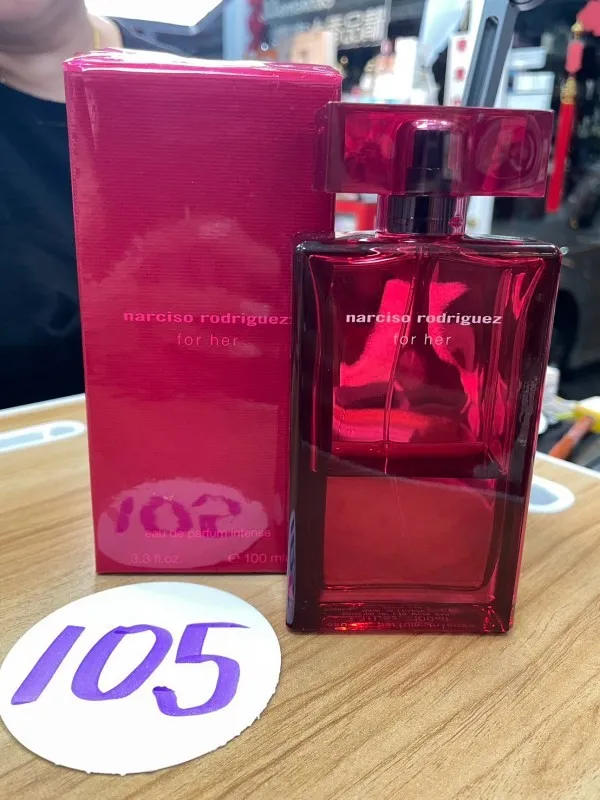 narciso rodriguez
for her
eau de parfum intense
3.3 fl.oz.
℮ 100 ml
narciso rodriguez
for her
105